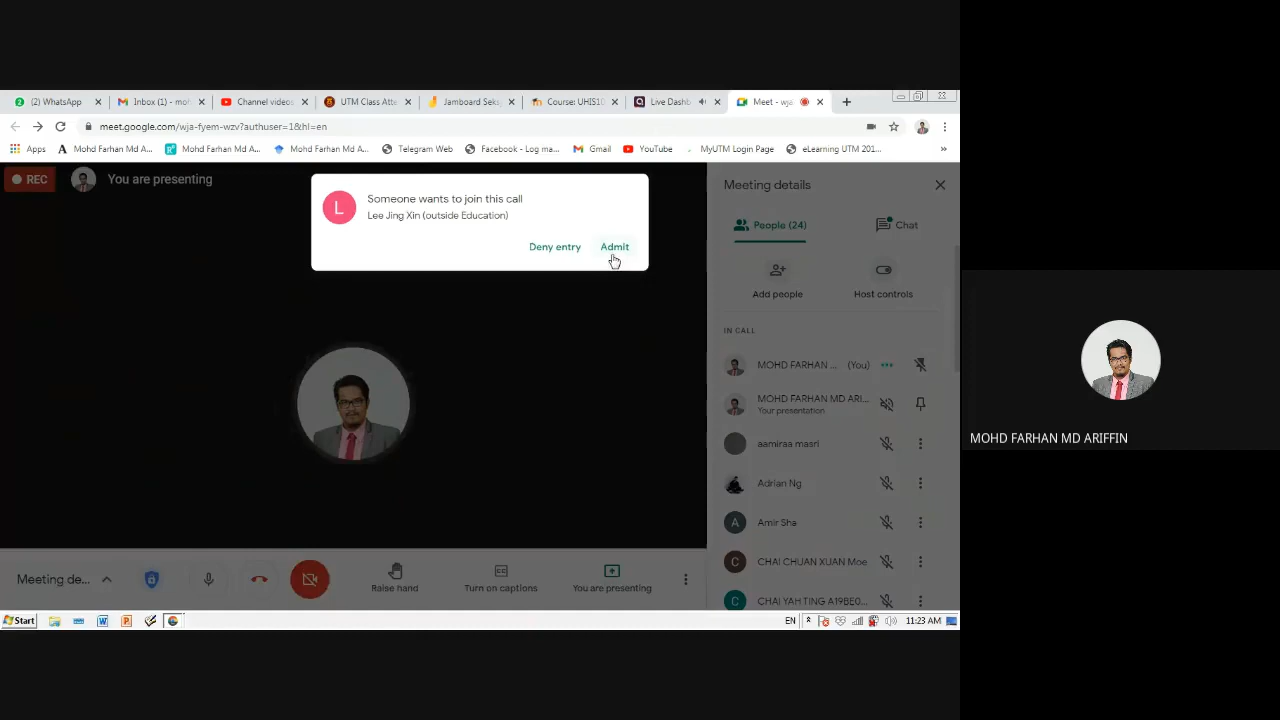 (2) WhatsApp
Inbox (1) - moh
Channel videos
UTM Class Atte
Jamboard Seks
Course: UHIS10
Live Dashb
Meet - wja
meet.google.com/wja-fyem-wzv?authuser=1&hl=en
Apps
Mohd Farhan Md A...
Mohd Farhan Md A...
Mohd Farhan Md A...
Telegram Web
Facebook - Log ma...
Gmail
YouTube
MyUTM Login Page
eLearning UTM 201...
REC
You are presenting
L
Someone wants to join this call
Lee Jing Xin (outside Education)
Deny entry
Admit
Meeting details
People (24)
Chat
Add people
Host controls
IN CALL
MOHD FARHAN ... (You)
MOHD FARHAN MD ARI...
Your presentation
aamiraa masri
Adrian Ng
A
Amir Sha
C
CHAI CHUAN XUAN Moe
C
CHAI YAH TING A19BE0...
Meeting de...
Raise hand
Turn on captions
You are presenting
Start
EN
11:23 AM
MOHD FARHAN MD ARIFFIN